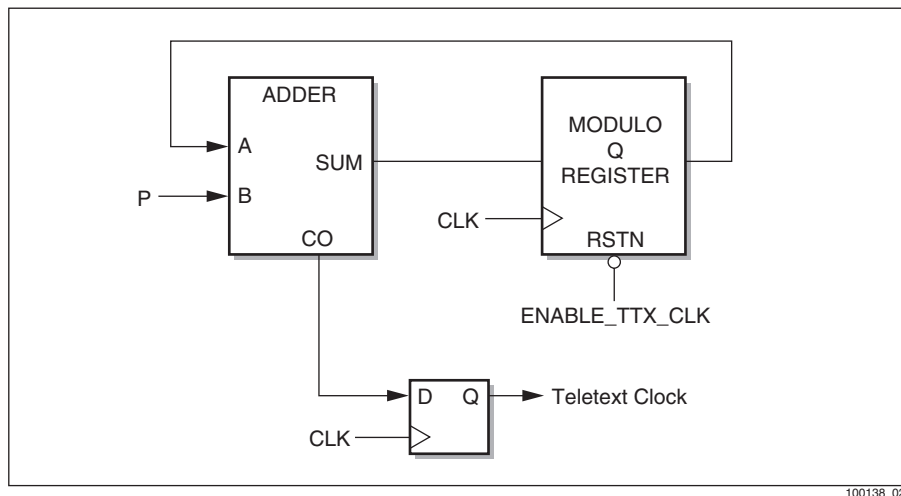 ADDER
A
SUM
P
B
CO
MODULO
Q
REGISTER
CLK
RSTN
ENABLE_TTX_CLK
D
Q
Teletext Clock
CLK